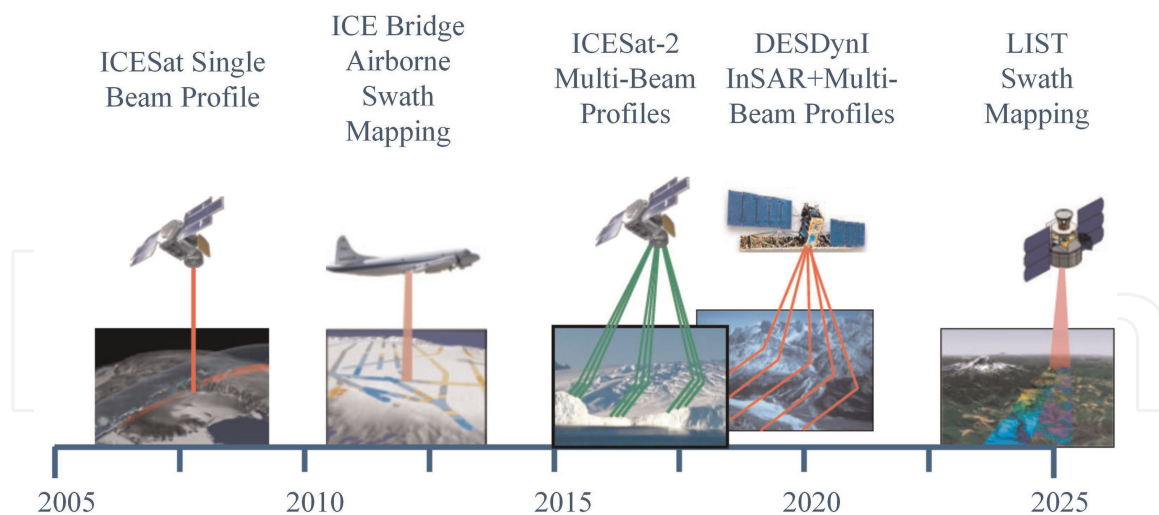 ICESat Single
Beam Profile
ICE Bridge
Airborne
Swath
Mapping
ICESat-2
Multi-Beam
Profiles
DESDynI
InSAR+Multi-
Beam Profiles
LIST
Swath
Mapping
2005
2010
2015
2020
2025